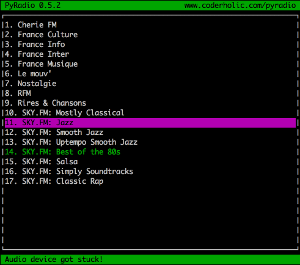 PyRadio 0.5.2 www.coderholic.com/pyradio
1. Cherie FM
2. France Culture
3. France Info
4. France Inter
5. France Musique
6. Le mouv'
7. Nostalgie
8. RFM
9. Rires & Chansons
10. SKY.FM: Mostly Classical
11. SKY.FM: Jazz
12. SKY.FM: Smooth Jazz
13. SKY.FM: Uptempo Smooth Jazz
14. SKY.FM: Best of the 80s
15. SKY.FM: Salsa
16. SKY.FM: Simply Soundtracks
17. SKY.FM: Classic Rap
Audio device got stuck!